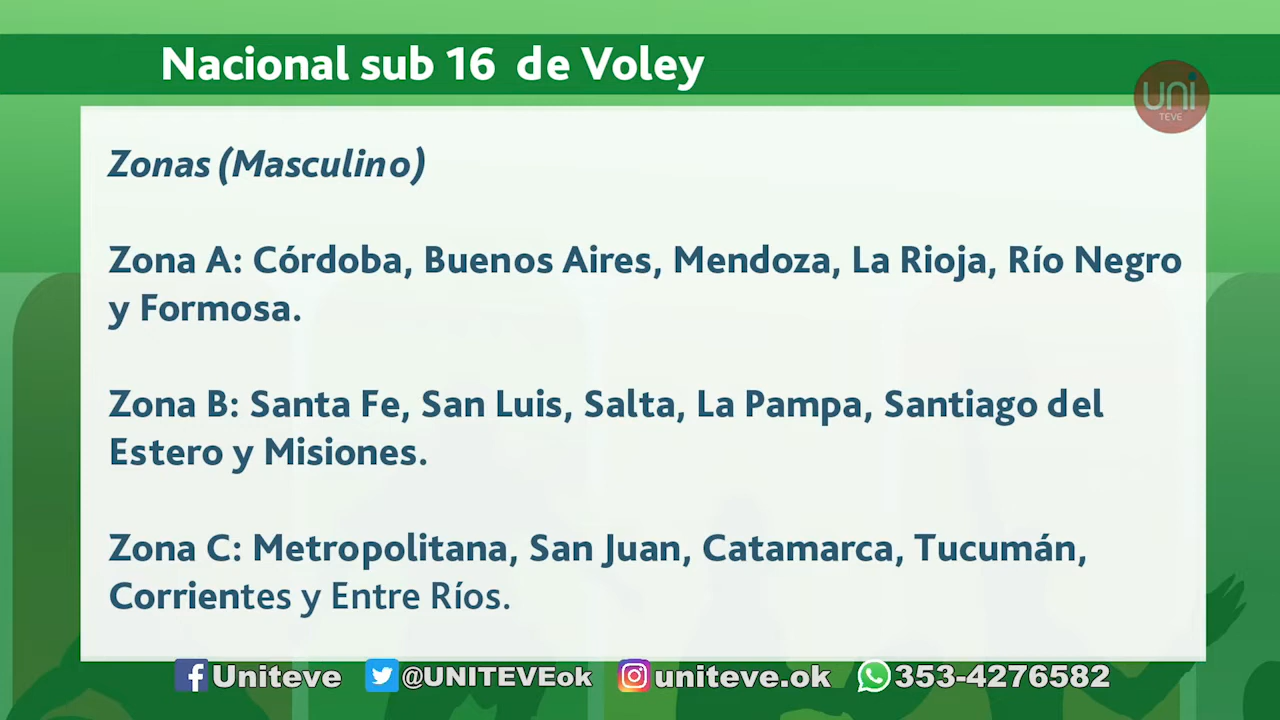 Nacional sub 16 de Voley
uni
TEVE
Zonas (Masculino)
Zona A: Córdoba, Buenos Aires, Mendoza, La Rioja, Río Negro
y Formosa.
Zona B: Santa Fe, San Luis, Salta, La Pampa, Santiago del
Estero y Misiones.
Zona C: Metropolitana, San Juan, Catamarca, Tucumán,
Corrientes y Entre Ríos.
Uniteve @UNITEVEok uniteve.ok 353-4276582